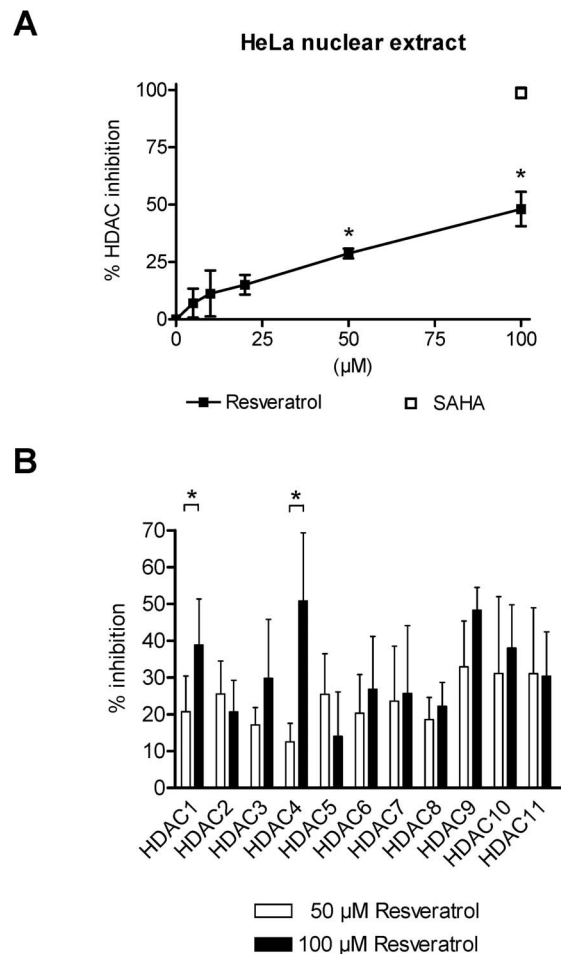 A
HeLa nuclear extract
% HDAC inhibition
100
75
50
25
0
*
*
0 25 50 75 100
(µM)
Resveratrol SAHA
B
% inhibition
70
60
50
40
30
20
10
0
* *
HDAC1 HDAC2 HDAC3 HDAC4 HDAC5 HDAC6 HDAC7 HDAC8 HDAC9 HDAC10 HDAC11
50 µM Resveratrol
100 µM Resveratrol